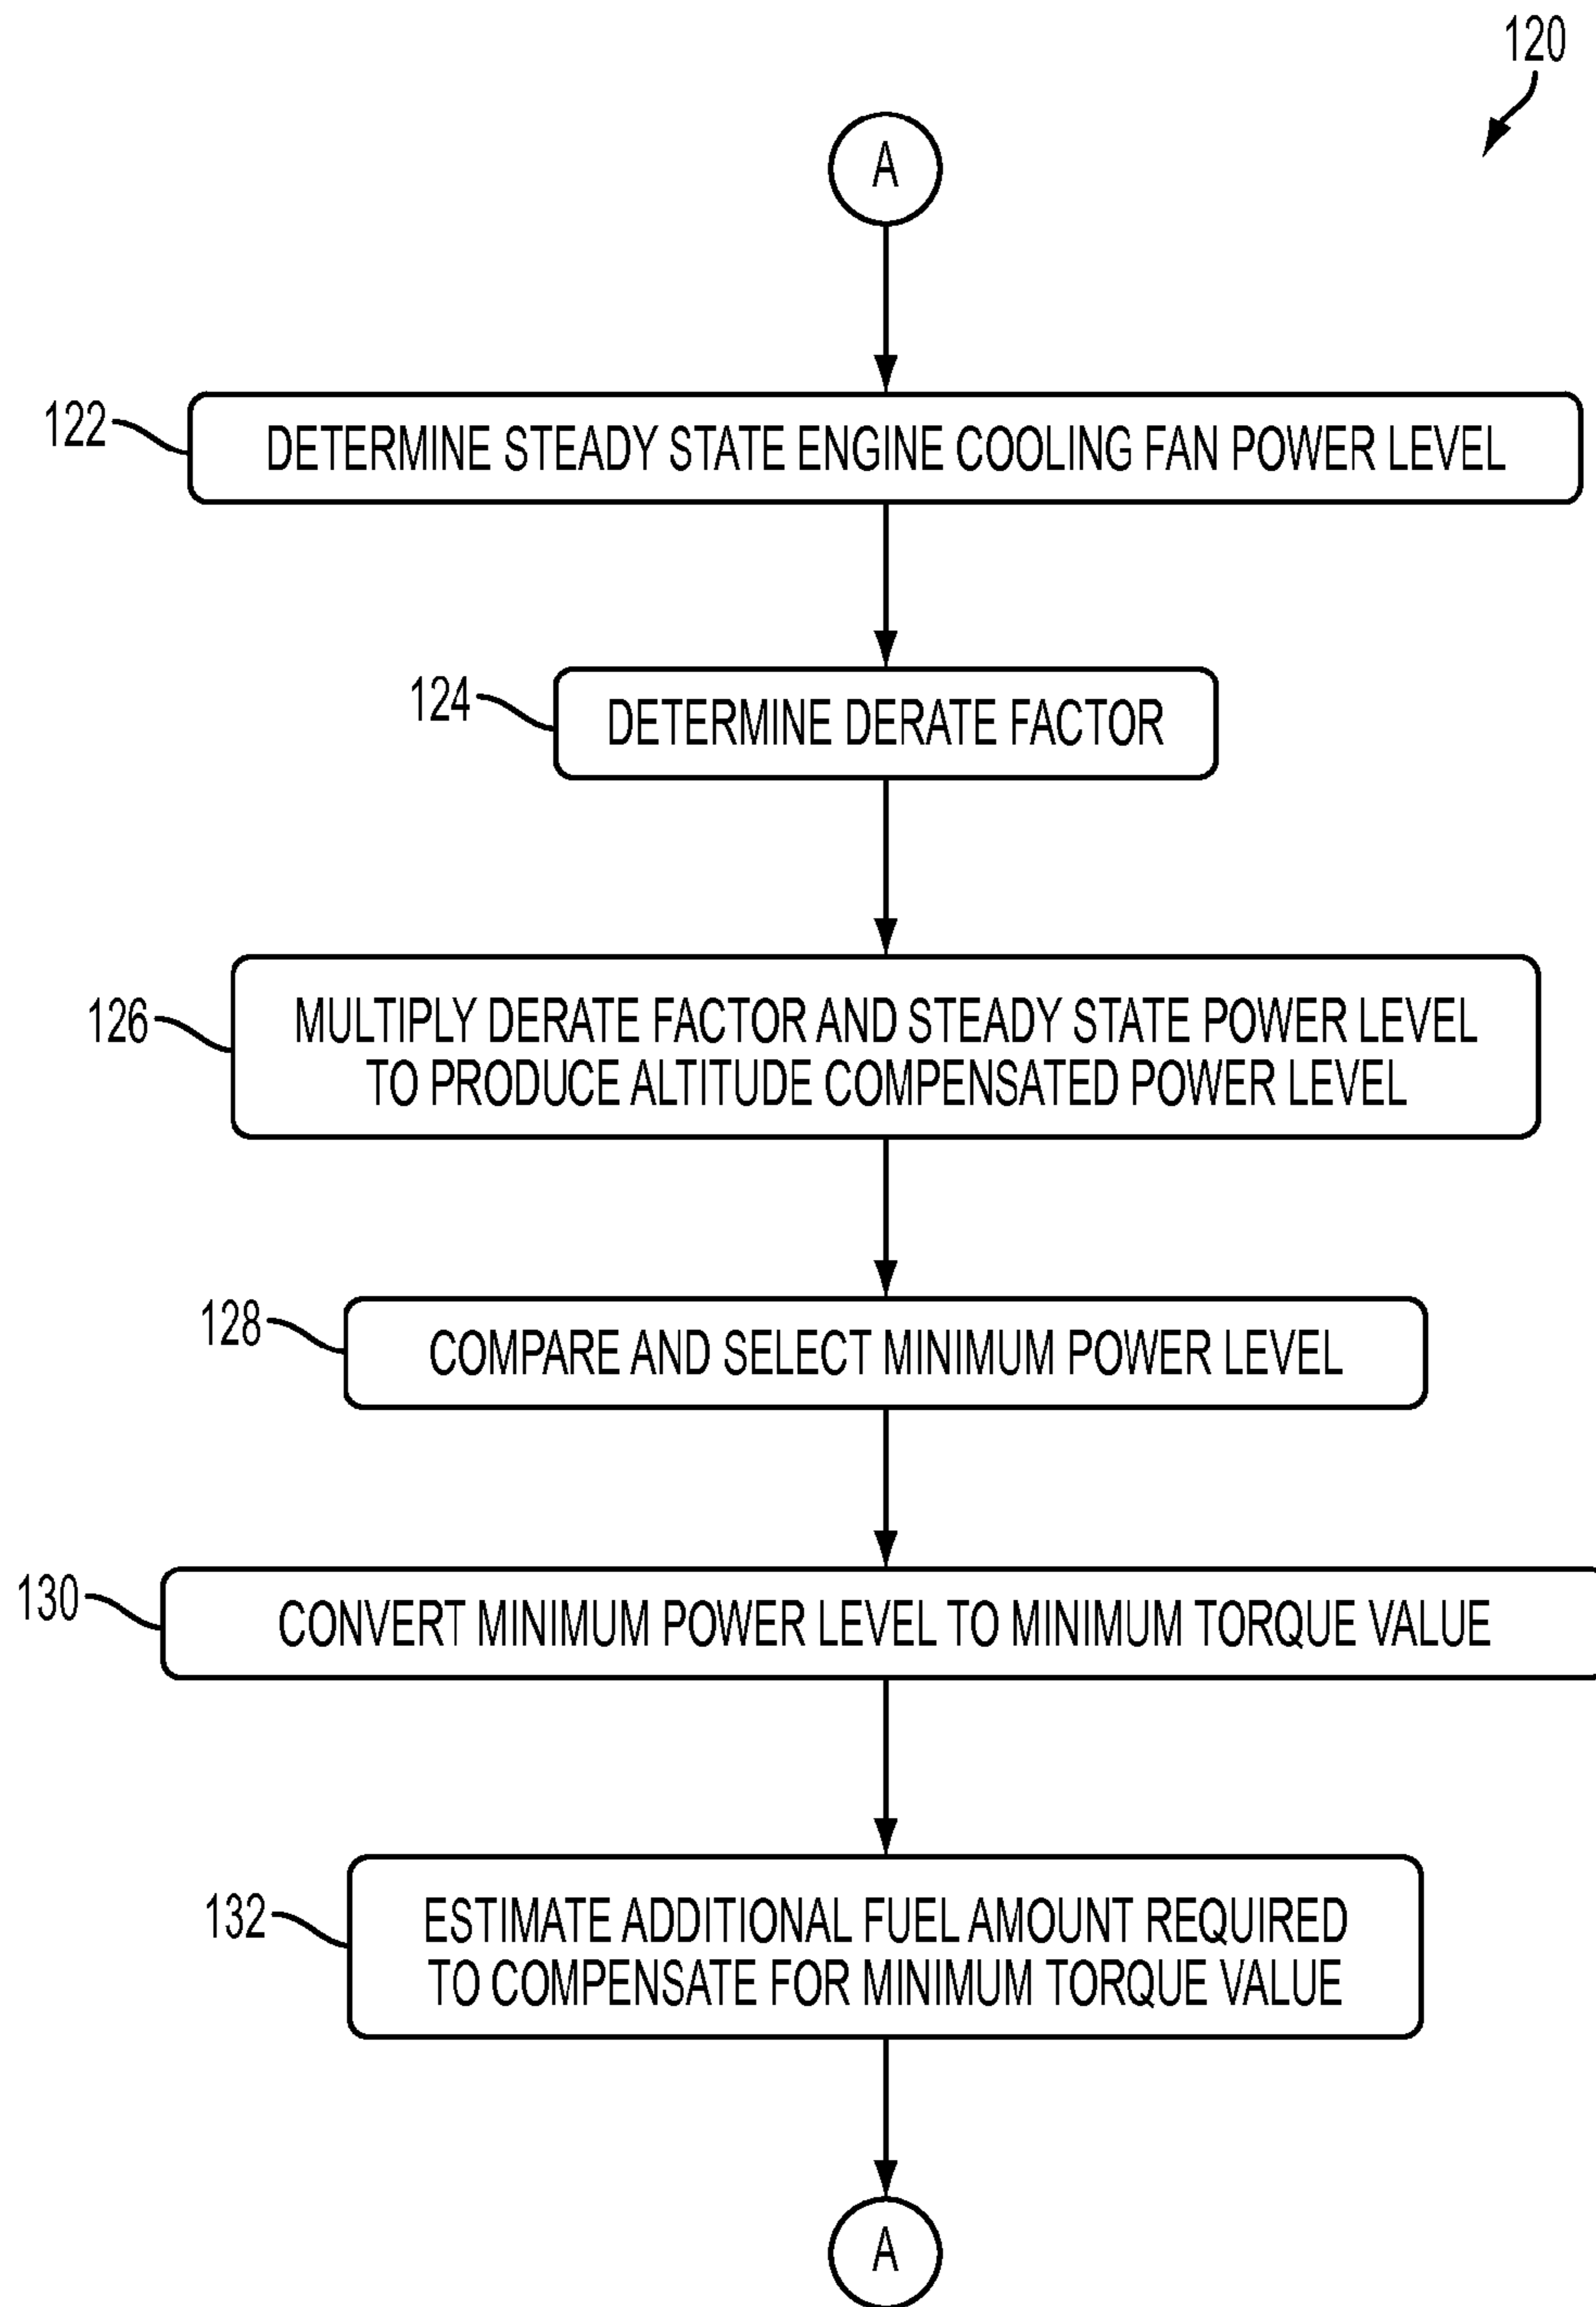 120
A
122
DETERMINE STEADY STATE ENGINE COOLING FAN POWER LEVEL
124
DETERMINE DERATE FACTOR
126
MULTIPLY DERATE FACTOR AND STEADY STATE POWER LEVEL
TO PRODUCE ALTITUDE COMPENSATED POWER LEVEL
128
COMPARE AND SELECT MINIMUM POWER LEVEL
130
CONVERT MINIMUM POWER LEVEL TO MINIMUM TORQUE VALUE
132
ESTIMATE ADDITIONAL FUEL AMOUNT REQUIRED
TO COMPENSATE FOR MINIMUM TORQUE VALUE
A